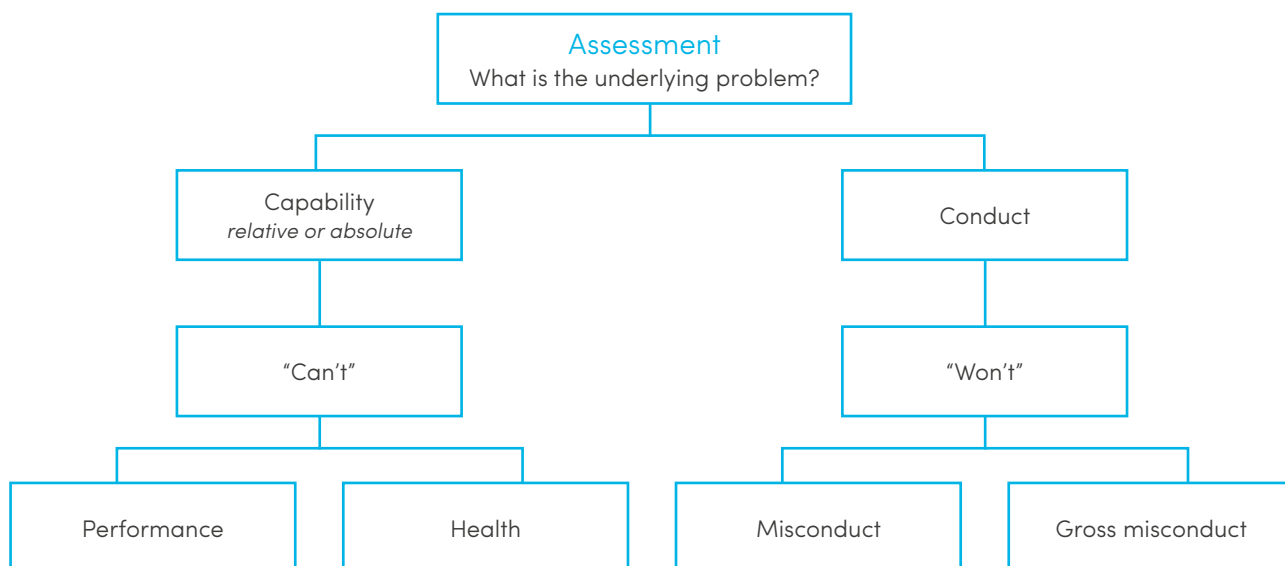 Assessment
What is the underlying problem?
Capability
relative or absolute
Conduct
“Can’t”
“Won’t”
Performance
Health
Misconduct
Gross misconduct